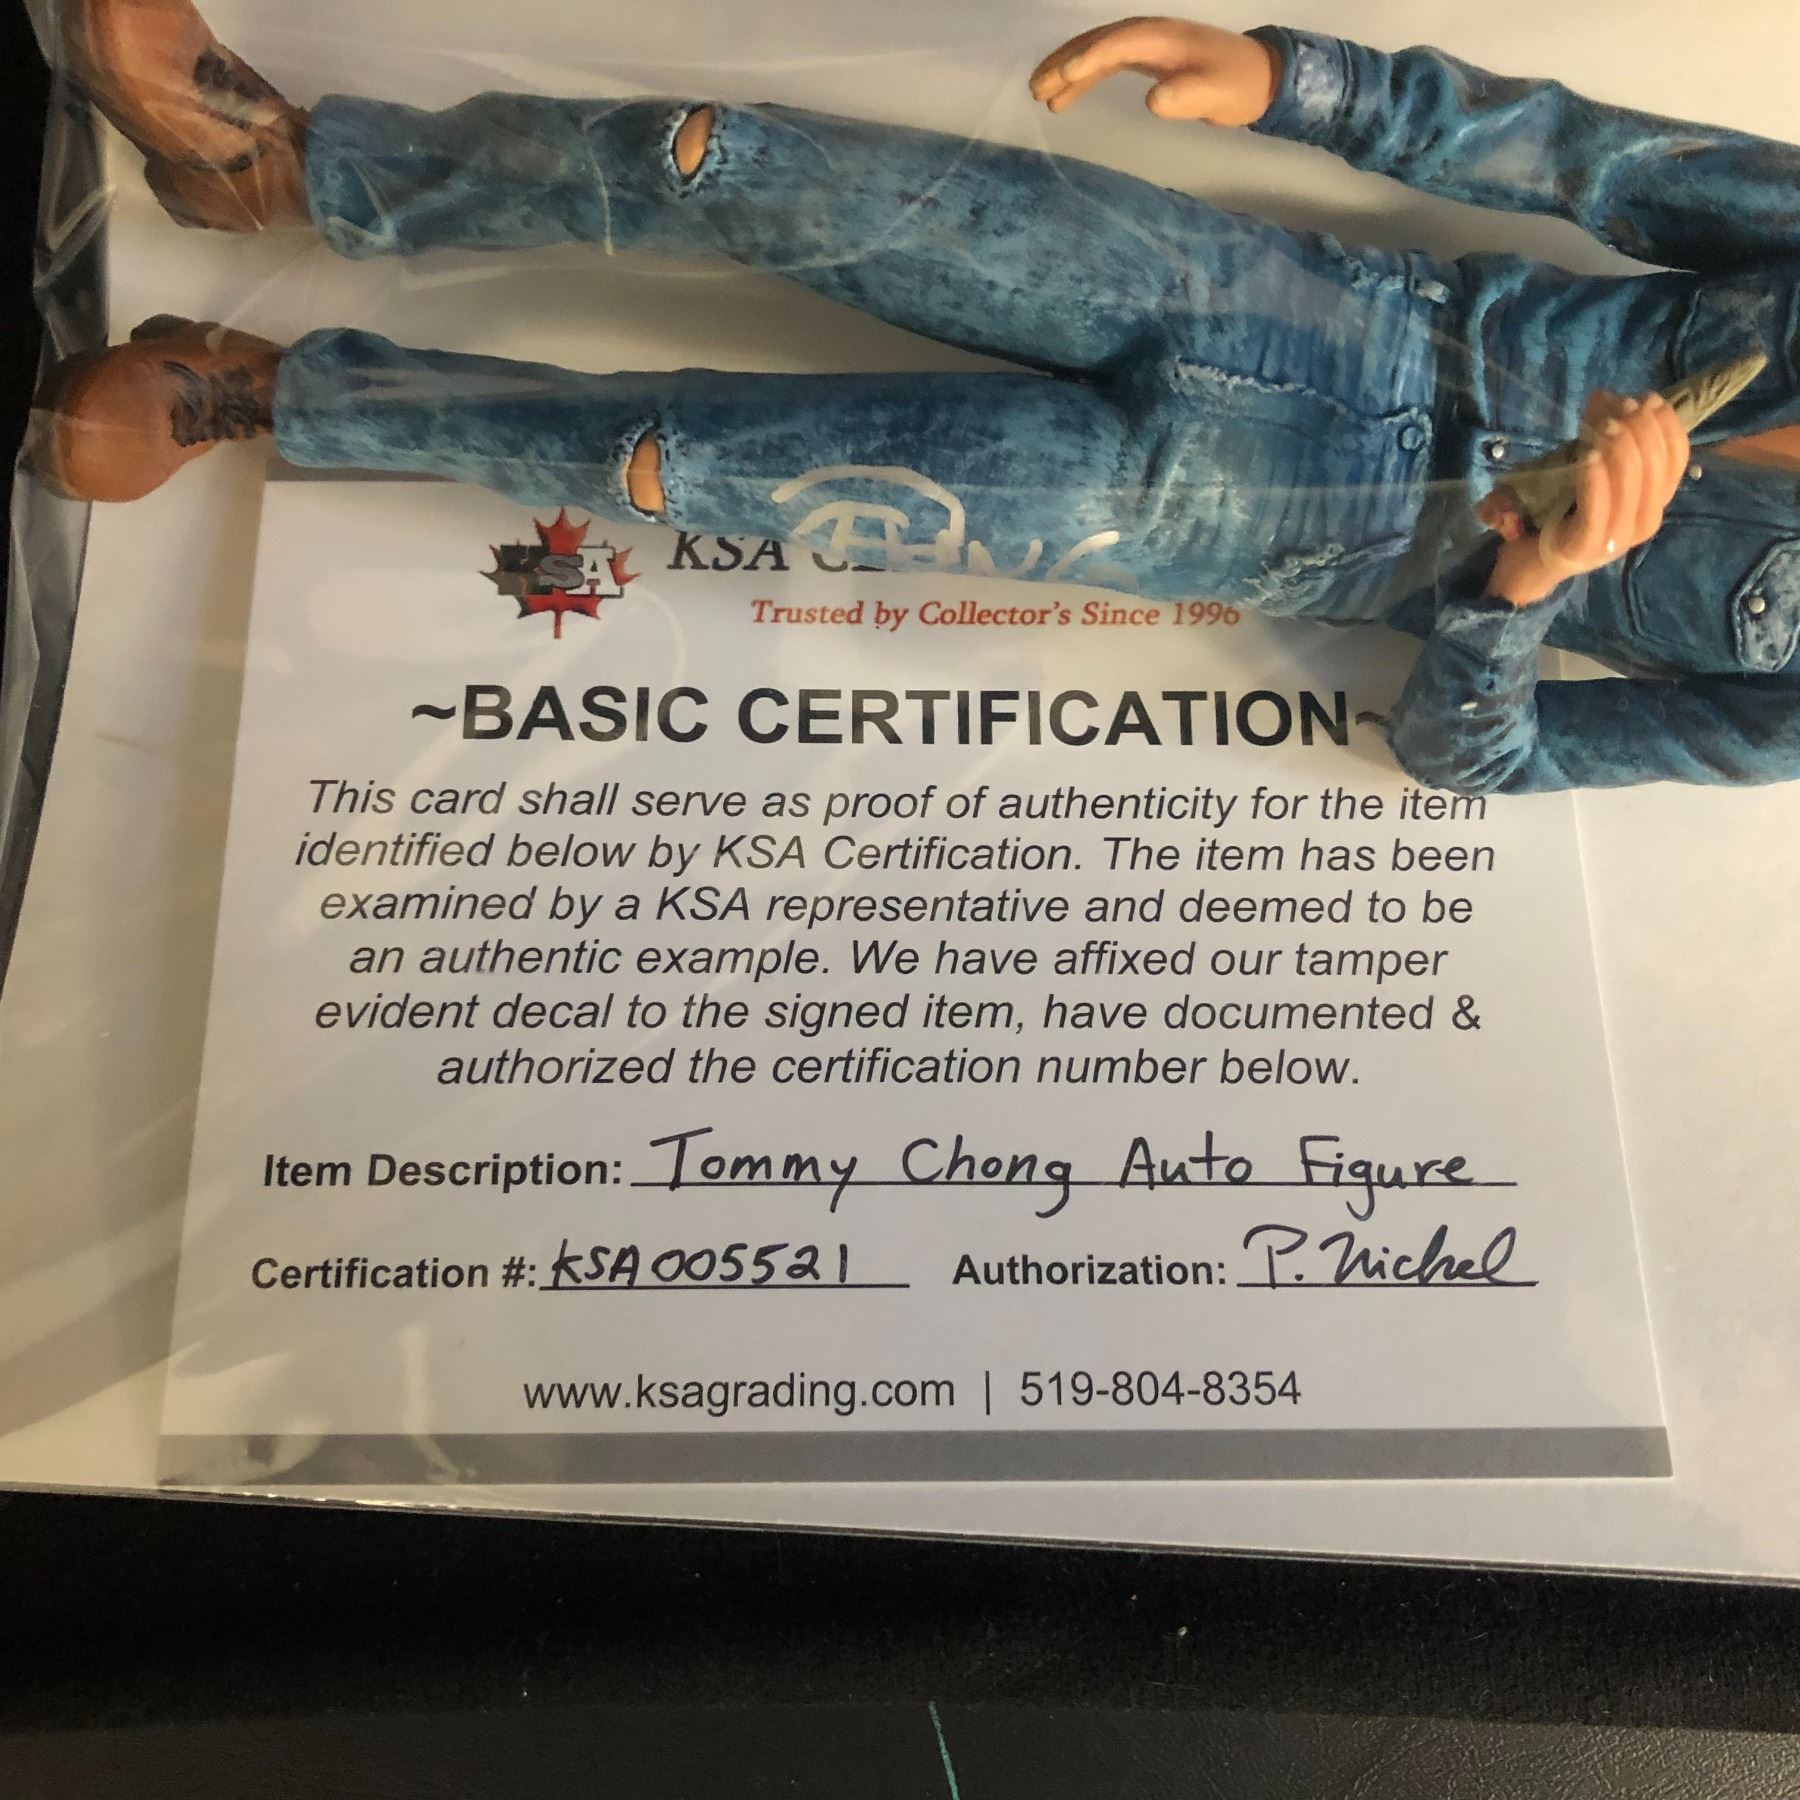 KSA
KSA
CHONG
Trusted by Collector's Since 1996
~BASIC CERTIFICATION~
This card shall serve as proof of authenticity for the item
identified below by KSA Certification. The item has been
examined by a KSA representative and deemed to be
an authentic example. We have affixed our tamper
evident decal to the signed item, have documented &
authorized the certification number below.
Item Description: Tommy Chong Auto Figure
Certification #: KSA005521 Authorization: P. Nickel
www.ksagrading.com | 519-804-8354